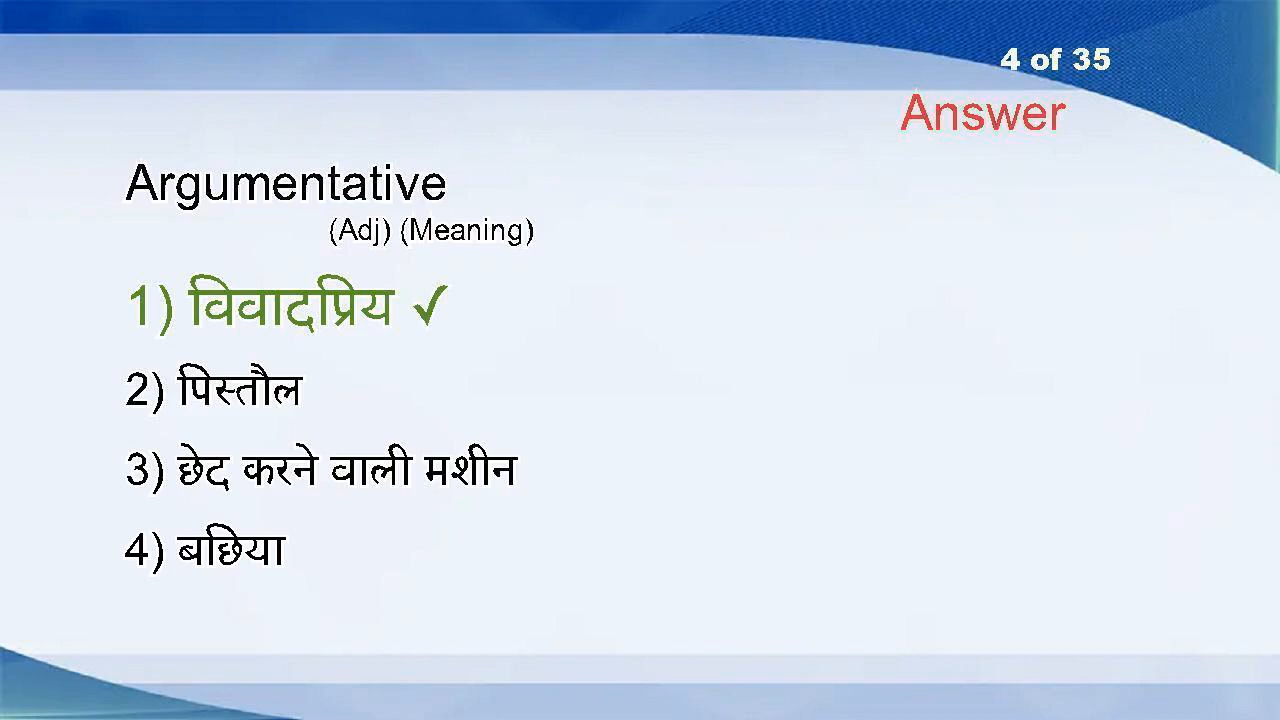 4 of 35
Answer
Argumentative
(Adj) (Meaning)
1) विवादप्रिय ✓
2) पिस्तौल
3) छेद करने वाली मशीन
4) बछिया